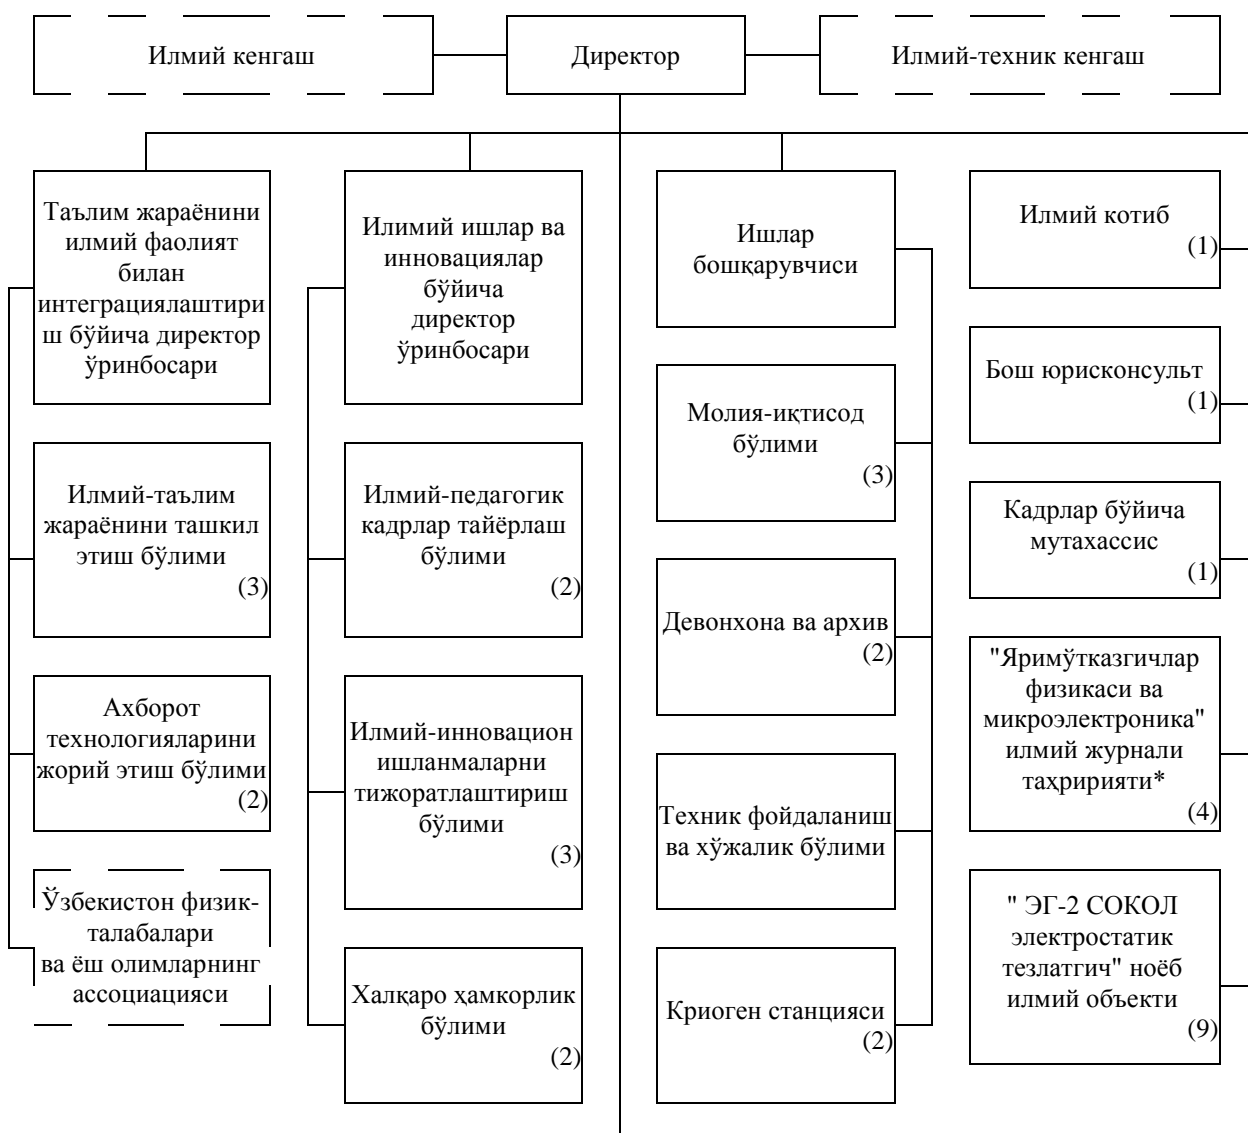 Илмий кенгаш
Директор
Илмий-техник кенгаш
Таълим жараёнини
илмий фаолият
билан
интеграциялаштири
ш бўйича директор
ўринбосари
Илмий-таълим
жараёнини ташкил
этиш бўлими
(3)
Ахборот
технологияларини
жорий этиш бўлими
(2)
Ўзбекистон физик-
талабалари
ва ёш олимларнинг
ассоциацияси
Илимий ишлар ва
инновациялар
бўйича
директор
ўринбосари
Илмий-педагогик
кадрлар тайёрлаш
бўлими
(2)
Илмий-инновацион
ишланмаларни
тижоратлаштириш
бўлими
(3)
Халқаро ҳамкорлик
бўлими
(2)
Ишлар
бошқарувчиси
Молия-иқтисод
бўлими
(3)
Девонхона ва архив
(2)
Техник фойдаланиш
ва хўжалик бўлими
Криоген станцияси
(2)
Илмий котиб
(1)
Бош юрисконсульт
(1)
Кадрлар бўйича
мутахассис
(1)
"Яримўтказгичлар
физикаси ва
микроэлектроника"
илмий журнали
таҳририяти*
(4)
" ЭГ-2 СОКОЛ
электростатик
тезлатгич" ноёб
илмий объекти
(9)